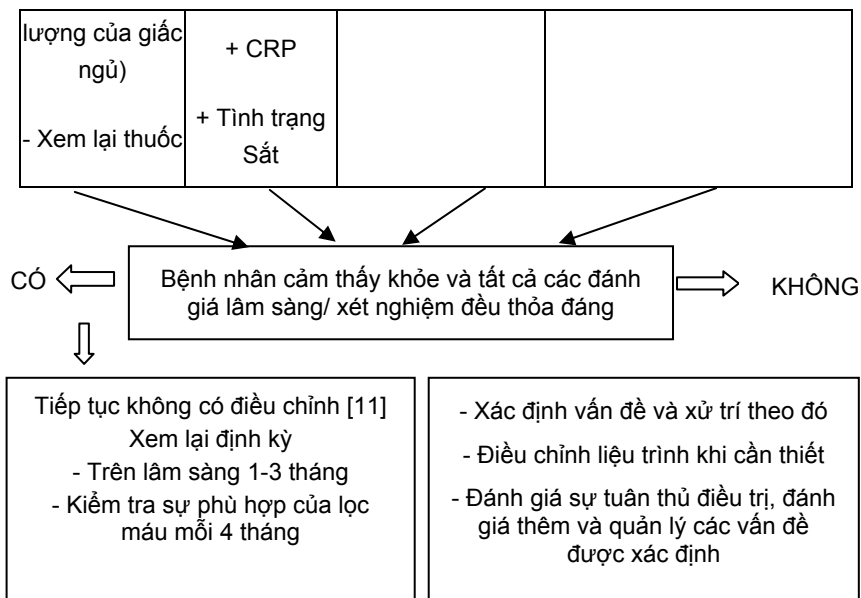 lượng của giấc
ngủ)
- Xem lại thuốc
+ CRP
+ Tình trạng
Sắt
CÓ
Bệnh nhân cảm thấy khỏe và tất cả các đánh
giá lâm sàng/ xét nghiệm đều thỏa đáng
KHÔNG
Tiếp tục không có điều chỉnh [11]
Xem lại định kỳ
- Trên lâm sàng 1-3 tháng
- Kiểm tra sự phù hợp của lọc
máu mỗi 4 tháng
- Xác định vấn đề và xử trí theo đó
- Điều chỉnh liệu trình khi cần thiết
- Đánh giá sự tuân thủ điều trị, đánh
giá thêm và quản lý các vấn đề
được xác định